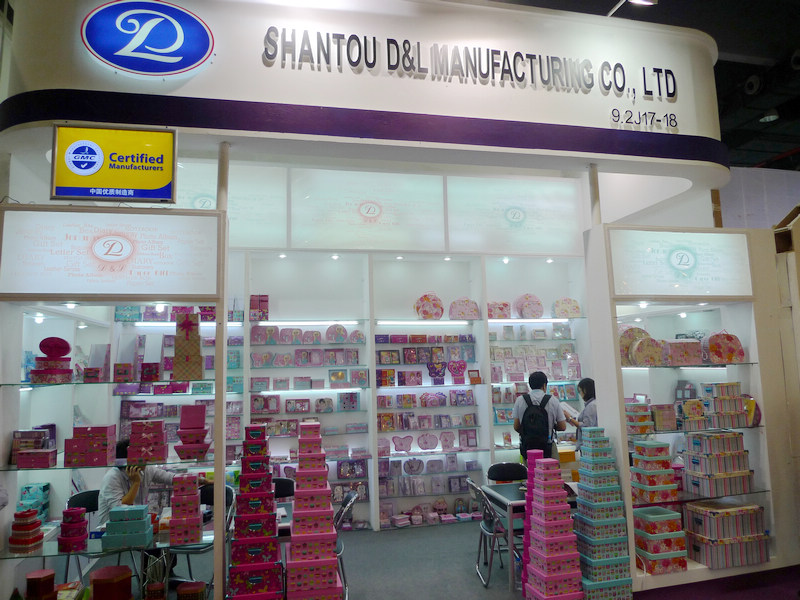 SHANTOU D&L MANUFACTURING CO., LTD
9.2J17-18
GMC
Certified
Manufacturers
中国优质制造商